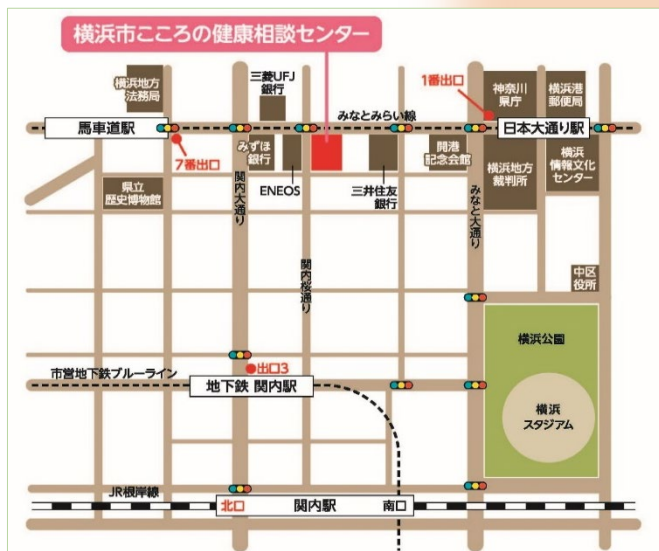 横浜市こころの健康相談センター
横浜地方
法務局
三菱UFJ
銀行
1番出口
神奈川
県庁
横浜港
郵便局
みなとみらい線
馬車道駅
日本大通り駅
7番出口
みずほ
銀行
ENEOS
三井住友
銀行
開港
記念会館
横浜地方
裁判所
横浜
情報文化
センター
県立
歴史博物館
関内大通り
関内桜通り
みなと大通り
中区
役所
横浜公園
横浜
スタジアム
市営地下鉄ブルーライン
出口3
地下鉄 関内駅
JR根岸線
北口
関内駅
南口